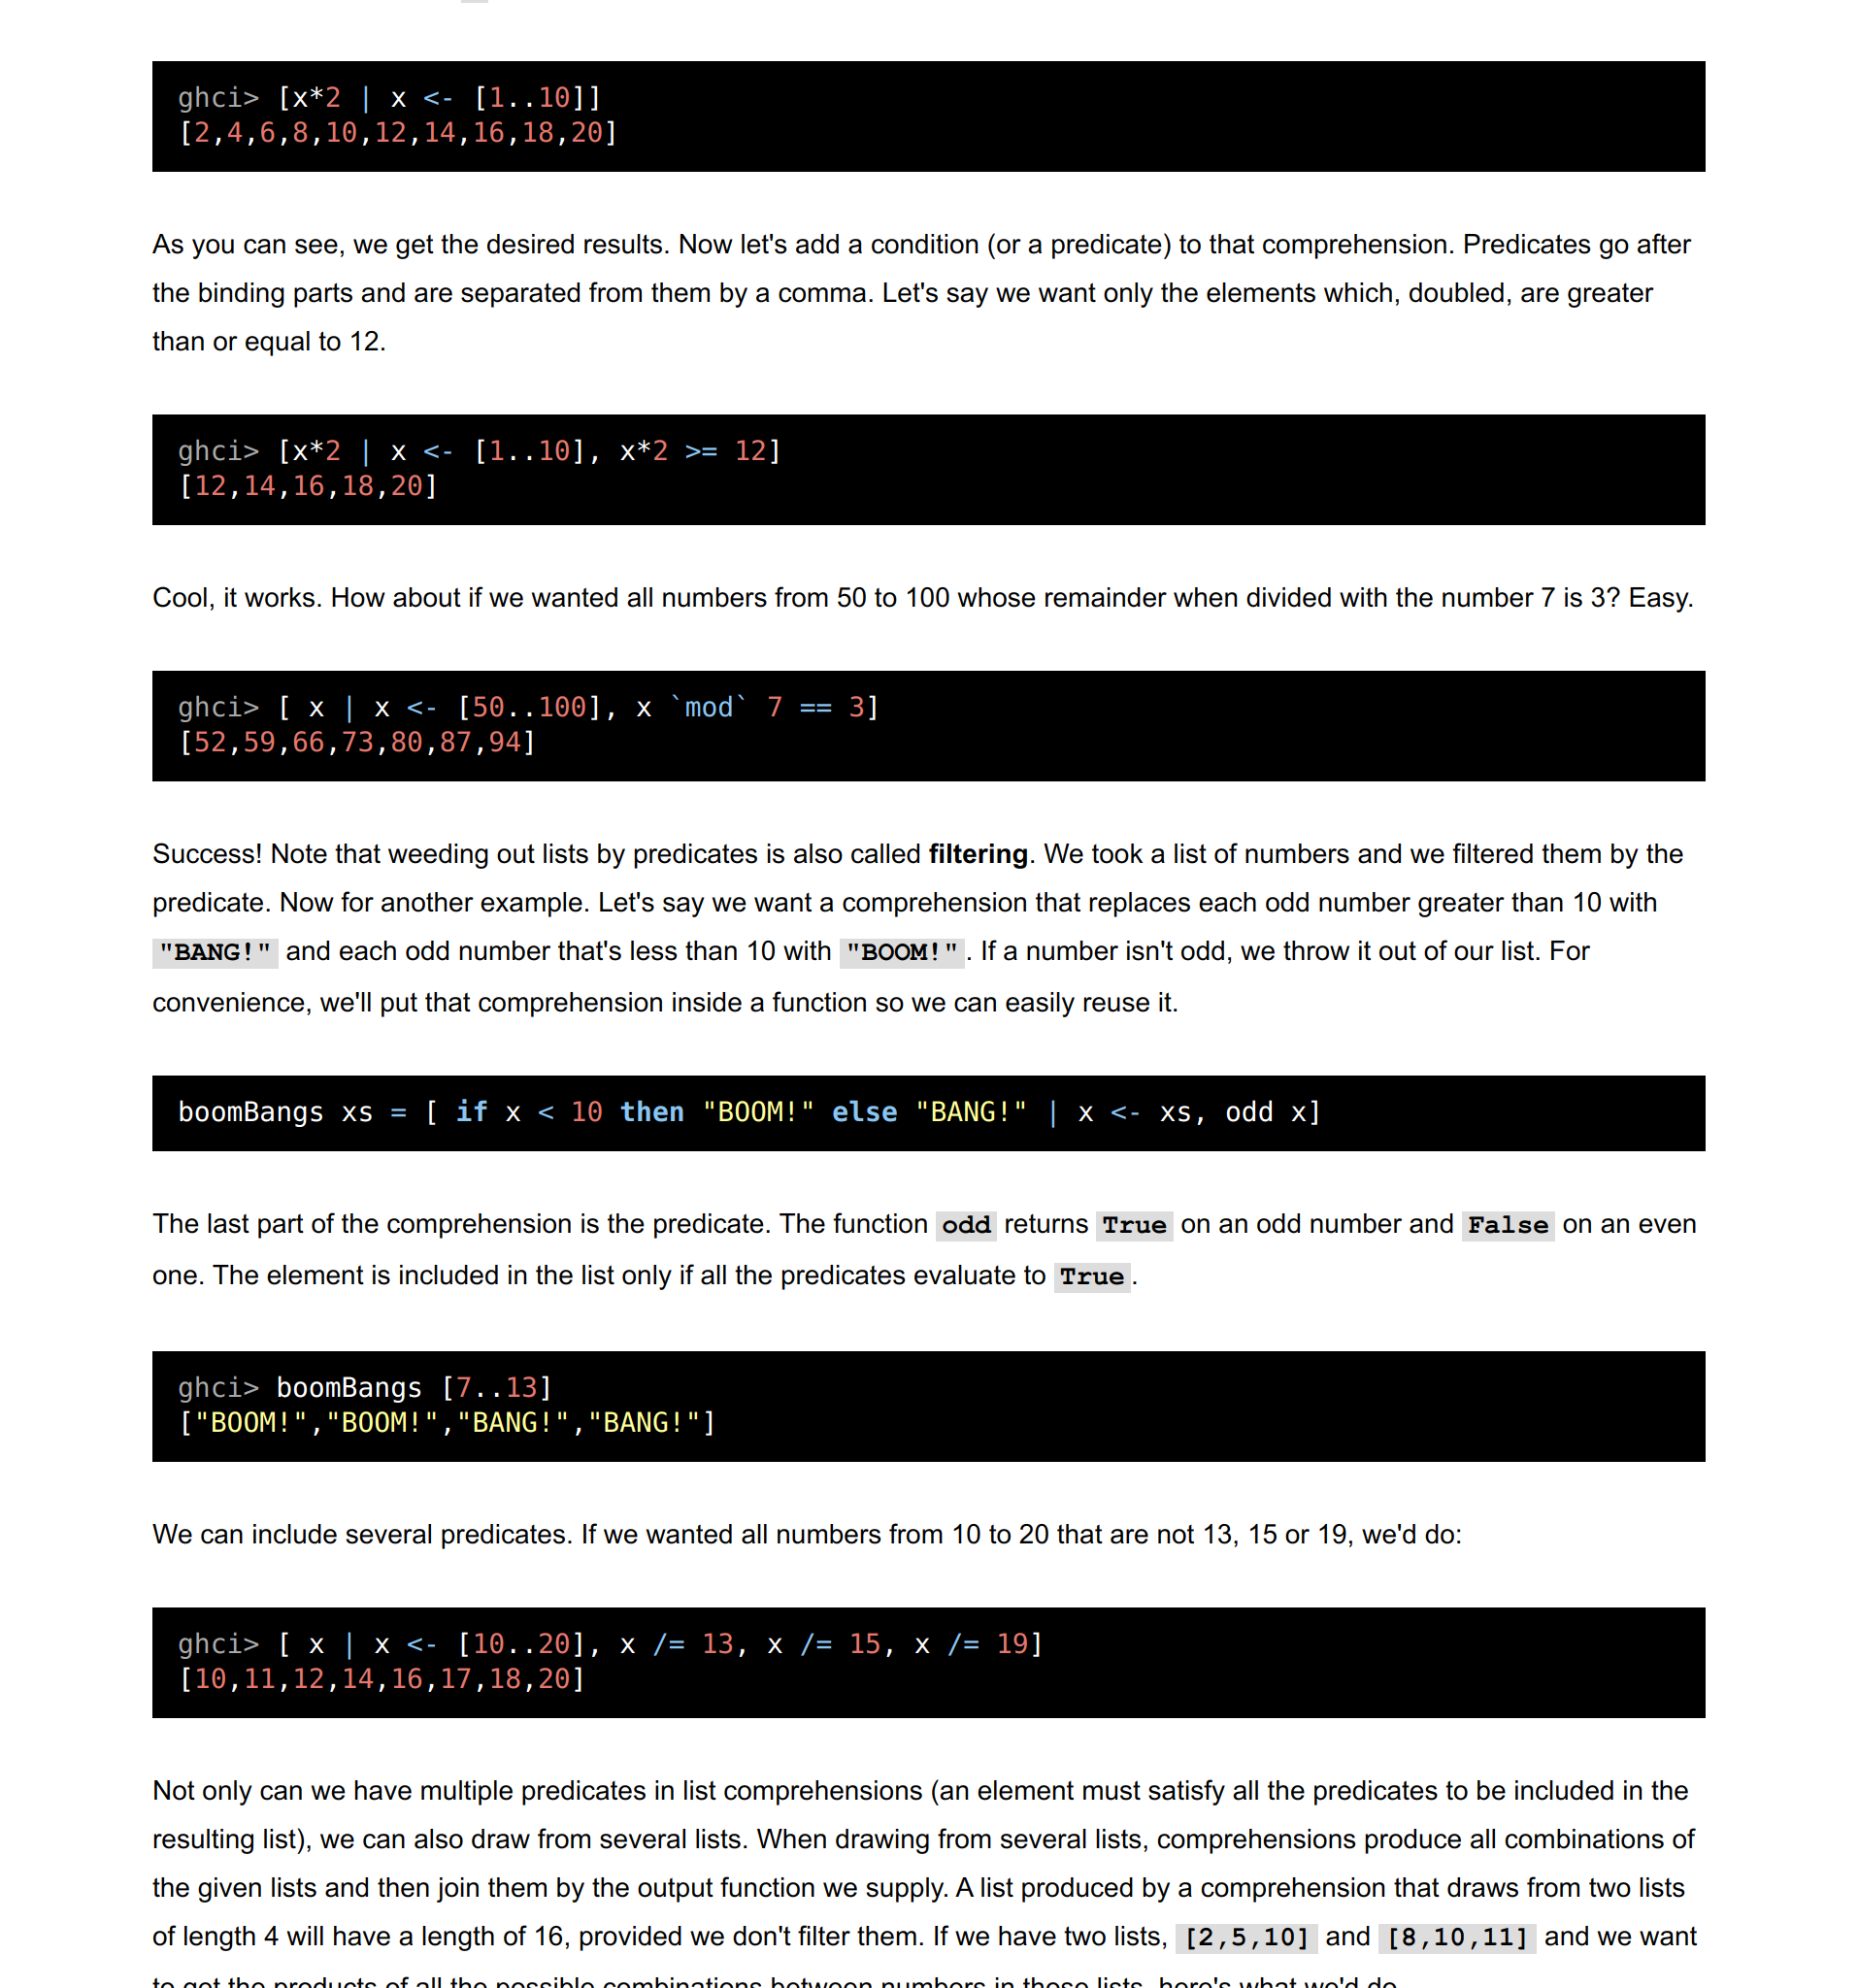 ghci> [x*2 | x <- [1..10]]
[2,4,6,8,10,12,14,16,18,20]
As you can see, we get the desired results. Now let's add a condition (or a predicate) to that comprehension. Predicates go after
the binding parts and are separated from them by a comma. Let's say we want only the elements which, doubled, are greater
than or equal to 12.
ghci> [x*2 | x <- [1..10], x*2 >= 12]
[12,14,16,18,20]
Cool, it works. How about if we wanted all numbers from 50 to 100 whose remainder when divided with the number 7 is 3? Easy.
ghci> [ x | x <- [50..100], x `mod` 7 == 3]
[52,59,66,73,80,87,94]
Success! Note that weeding out lists by predicates is also called filtering. We took a list of numbers and we filtered them by the
predicate. Now for another example. Let's say we want a comprehension that replaces each odd number greater than 10 with
"BANG!" and each odd number that's less than 10 with "BOOM!". If a number isn't odd, we throw it out of our list. For
convenience, we'll put that comprehension inside a function so we can easily reuse it.
boomBangs xs = [ if x < 10 then "BOOM!" else "BANG!" | x <- xs, odd x]
The last part of the comprehension is the predicate. The function odd returns True on an odd number and False on an even
one. The element is included in the list only if all the predicates evaluate to True.
ghci> boomBangs [7..13]
["BOOM!","BOOM!","BANG!","BANG!"]
We can include several predicates. If we wanted all numbers from 10 to 20 that are not 13, 15 or 19, we'd do:
ghci> [ x | x <- [10..20], x /= 13, x /= 15, x /= 19]
[10,11,12,14,16,17,18,20]
Not only can we have multiple predicates in list comprehensions (an element must satisfy all the predicates to be included in the
resulting list), we can also draw from several lists. When drawing from several lists, comprehensions produce all combinations of
the given lists and then join them by the output function we supply. A list produced by a comprehension that draws from two lists
of length 4 will have a length of 16, provided we don't filter them. If we have two lists, [2,5,10] and [8,10,11] and we want
to get the products of all the possible combinations between numbers in those lists, here's what we'd do.